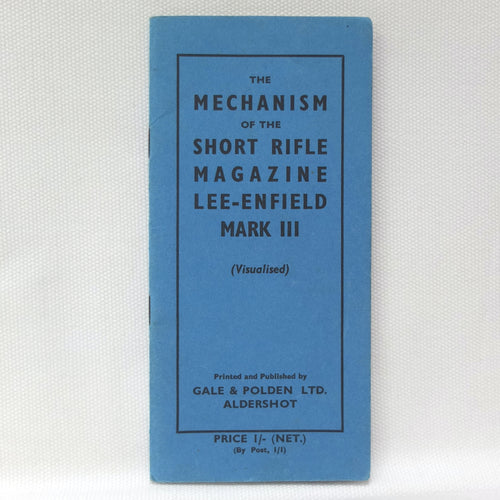 THE
MECHANISM
OF THE
SHORT RIFLE
MAGAZINE
LEE-ENFIELD
MARK III
(Visualised)
Printed and Published by
GALE & POLDEN LTD.
ALDERSHOT
PRICE 1/- (NET.)
(By Post, 1/1)